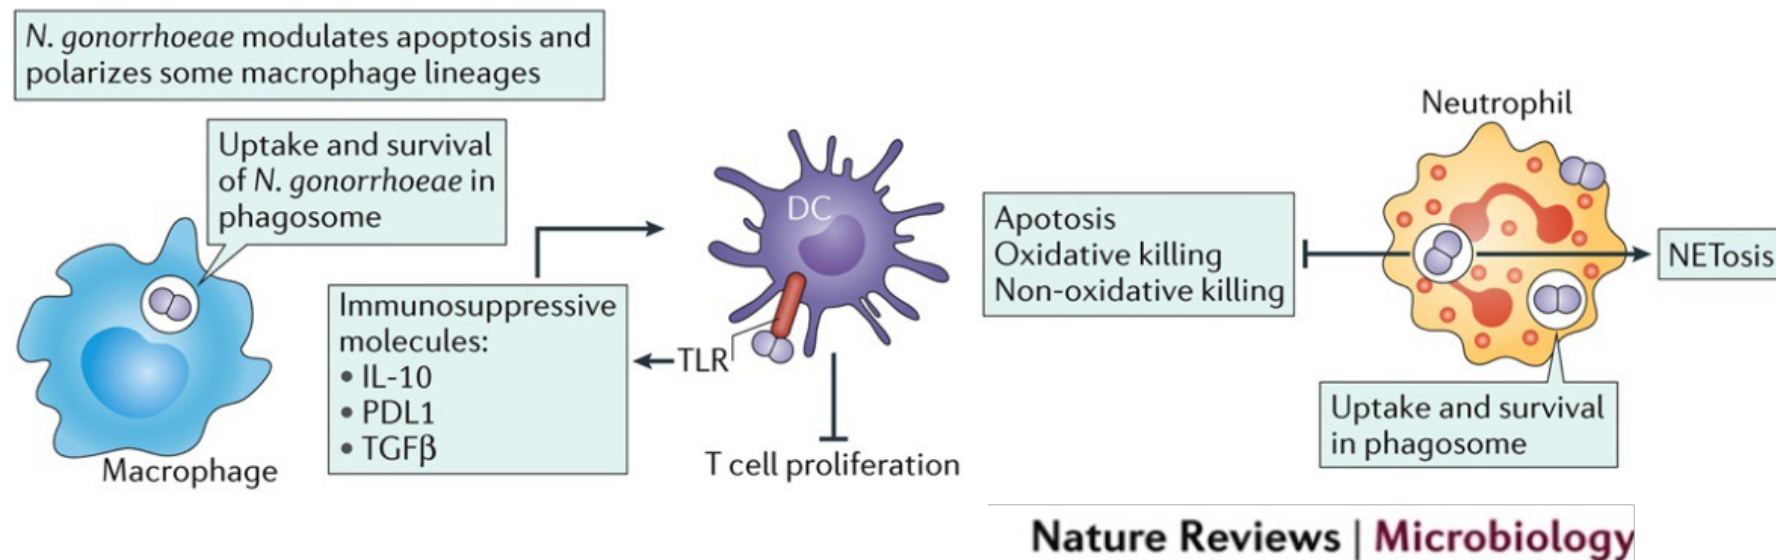 N. gonorrhoeae modulates apoptosis and
polarizes some macrophage lineages
Uptake and survival
of N. gonorrhoeae in
phagosome
Macrophage
Immunosuppressive
molecules:
• IL-10
• PDL1
• TGFβ
DC
TLR
T cell proliferation
Apotosis
Oxidative killing
Non-oxidative killing
Neutrophil
NETosis
Uptake and survival
in phagosome
Nature Reviews | Microbiology